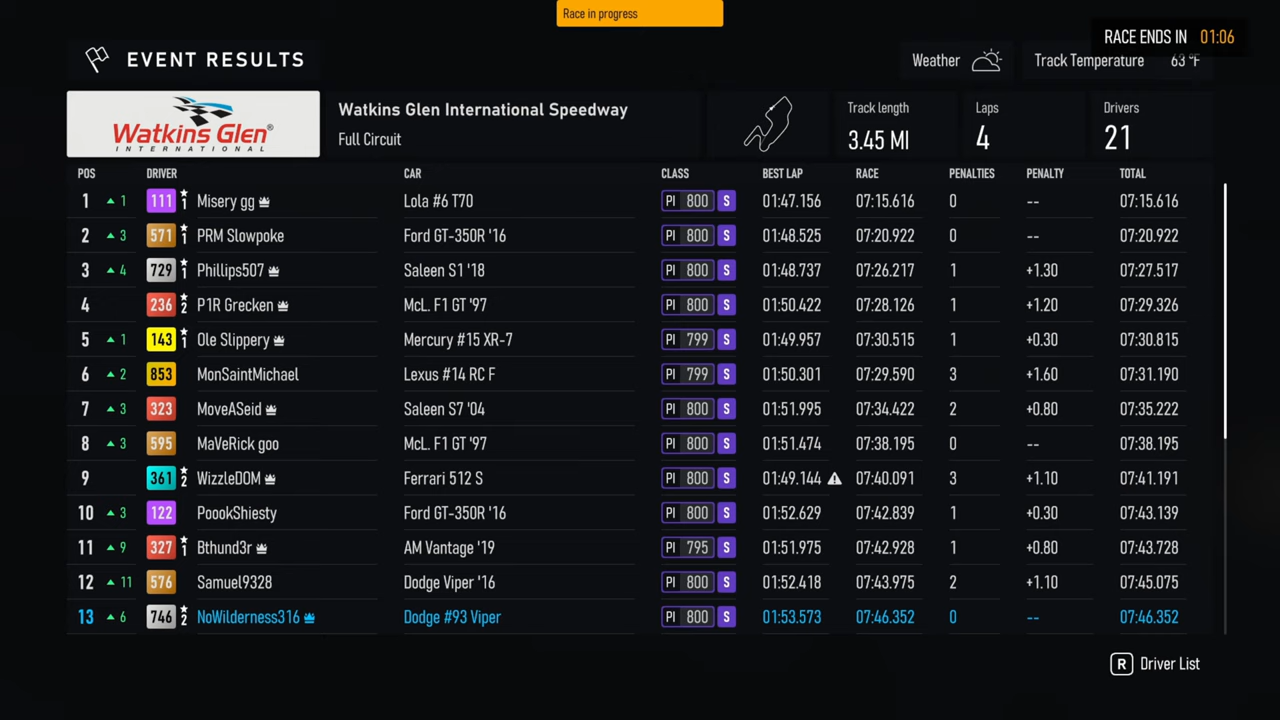 Race in progress
RACE ENDS IN 01:06
EVENT RESULTS
Weather
Track Temperature 63 °F
Watkins Glen®
INTERNATIONAL
Watkins Glen International Speedway
Full Circuit
Track length
3.45 MI
Laps
4
Drivers
21
POS DRIVER CAR CLASS BEST LAP RACE PENALTIES PENALTY TOTAL
1 1 111 1 Misery gg Lola #6 T70 PI 800 S 01:47.156 07:15.616 0 -- 07:15.616
2 3 571 1 PRM Slowpoke Ford GT-350R '16 PI 800 S 01:48.525 07:20.922 0 -- 07:20.922
3 4 729 1 Phillips507 Saleen S1 '18 PI 800 S 01:48.737 07:26.217 1 +1.30 07:27.517
4 236 2 P1R Grecken McL. F1 GT '97 PI 800 S 01:50.422 07:28.126 1 +1.20 07:29.326
5 1 143 1 Ole Slippery Mercury #15 XR-7 PI 799 S 01:49.957 07:30.515 1 +0.30 07:30.815
6 2 853 MonSaintMichael Lexus #14 RC F PI 799 S 01:50.301 07:29.590 3 +1.60 07:31.190
7 3 323 MoveASeid Saleen S7 '04 PI 800 S 01:51.995 07:34.422 2 +0.80 07:35.222
8 3 595 MaVeRick goo McL. F1 GT '97 PI 800 S 01:51.474 07:38.195 0 -- 07:38.195
9 361 2 WizzleDOM Ferrari 512 S PI 800 S 01:49.144 07:40.091 3 +1.10 07:41.191
10 3 122 PoookShiesty Ford GT-350R '16 PI 800 S 01:52.629 07:42.839 1 +0.30 07:43.139
11 9 327 1 Bthund3r AM Vantage '19 PI 795 S 01:51.975 07:42.928 1 +0.80 07:43.728
12 11 576 Samuel9328 Dodge Viper '16 PI 800 S 01:52.418 07:43.975 2 +1.10 07:45.075
13 6 746 2 NoWilderness316 Dodge #93 Viper PI 800 S 01:53.573 07:46.352 0 -- 07:46.352
R Driver List